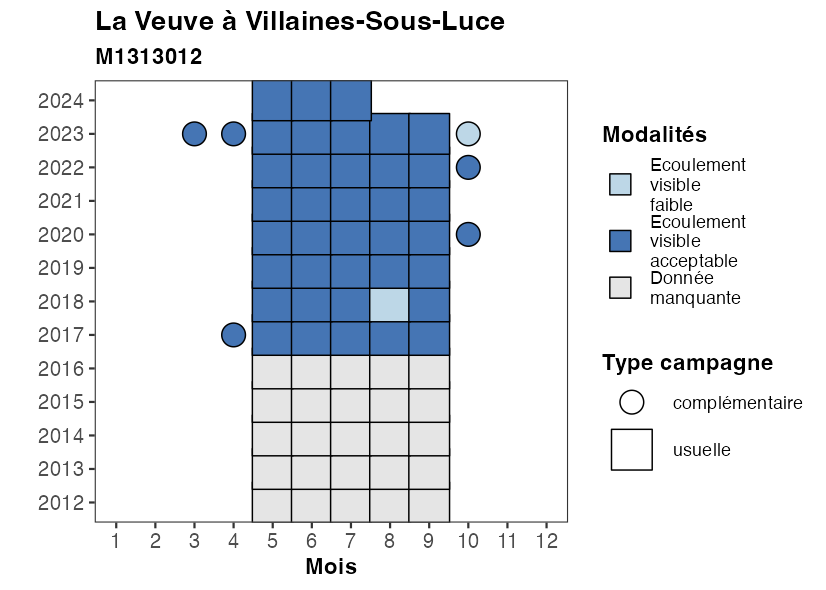 La Veuve à Villaines-Sous-Luce
M1313012
2024
2023
2022
2021
2020
2019
2018
2017
2016
2015
2014
2013
2012
1 2 3 4 5 6 7 8 9 10 11 12
Mois
Modalités
Ecoulement
visible
faible
Ecoulement
visible
acceptable
Donnée
manquante
Type campagne
complémentaire
usuelle